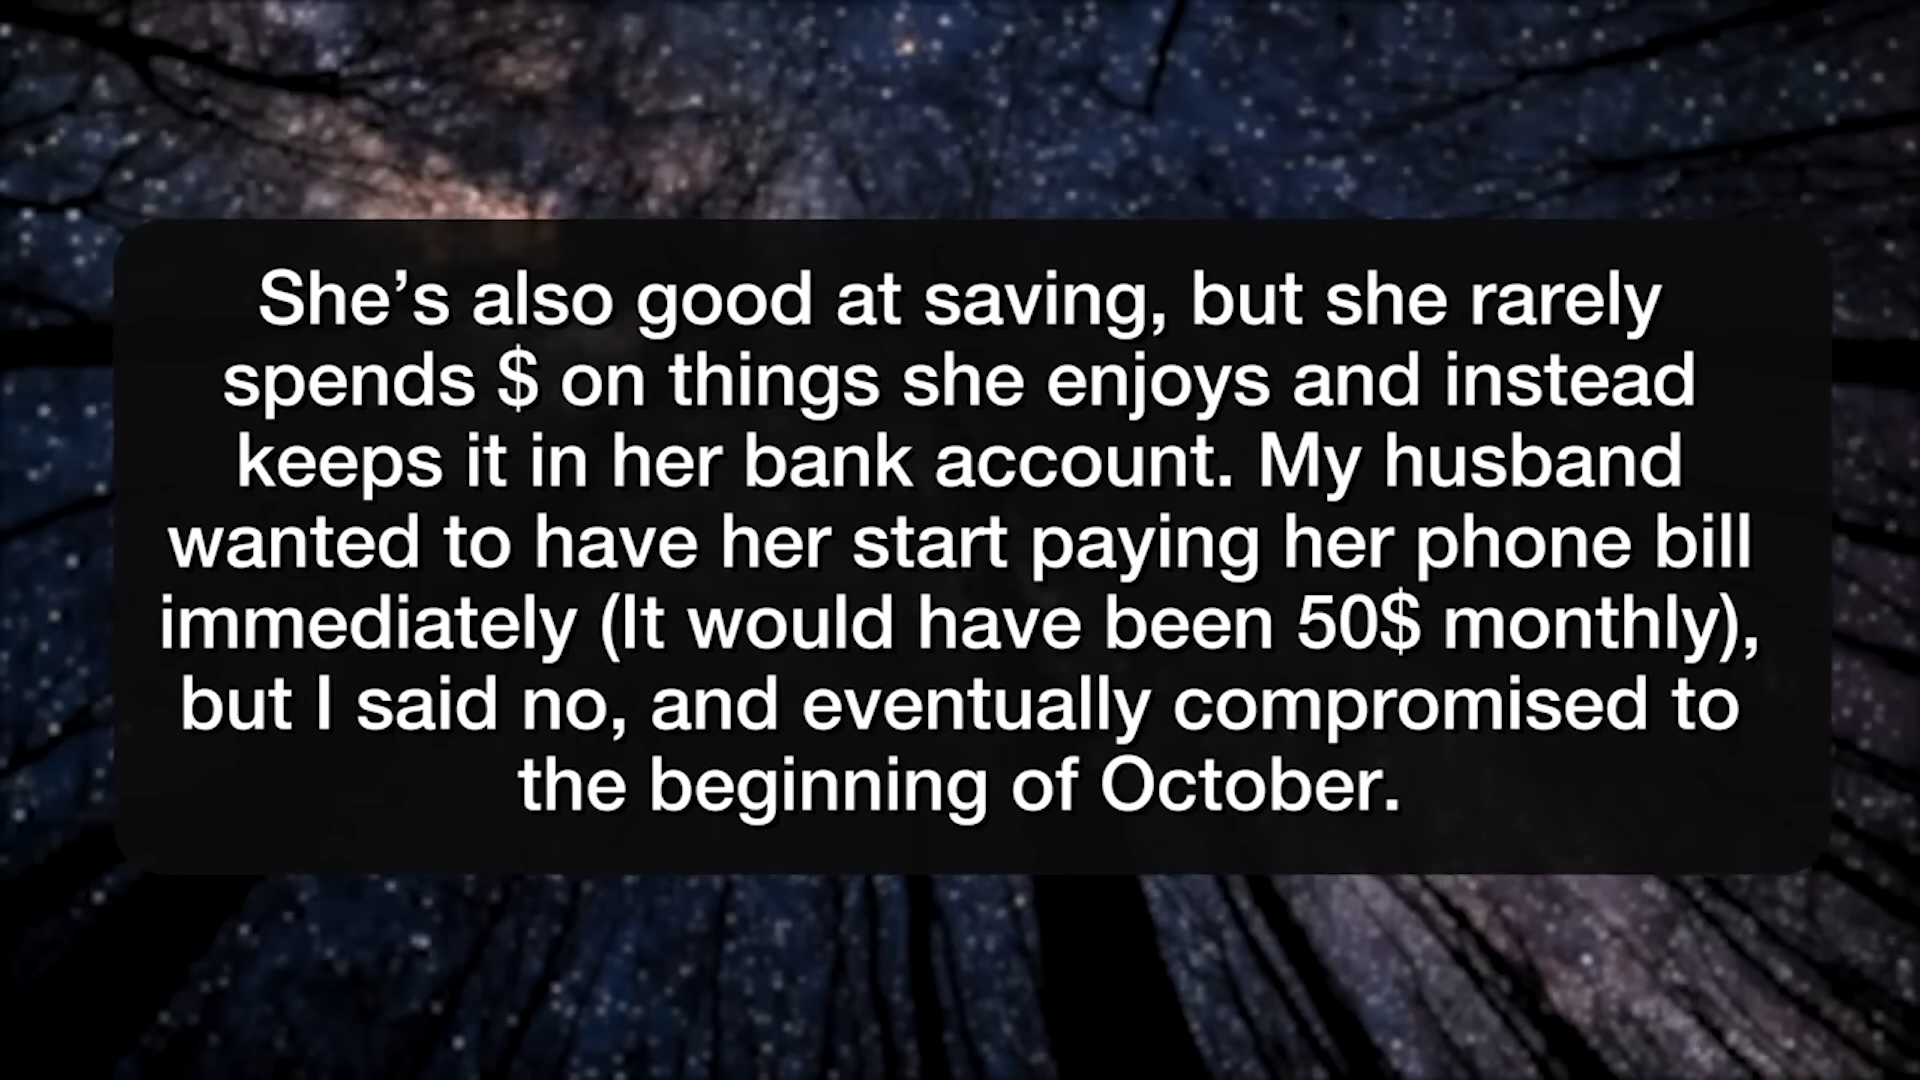 She’s also good at saving, but she rarely
spends $ on things she enjoys and instead
keeps it in her bank account. My husband
wanted to have her start paying her phone bill
immediately (It would have been 50$ monthly),
but I said no, and eventually compromised to
the beginning of October.